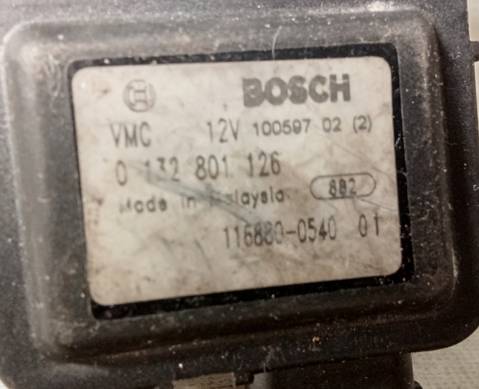 BOSCH
VMC 12V 100597 02 (2)
0 132 801 126
Made in Malaysia. 882
116880-0540 01